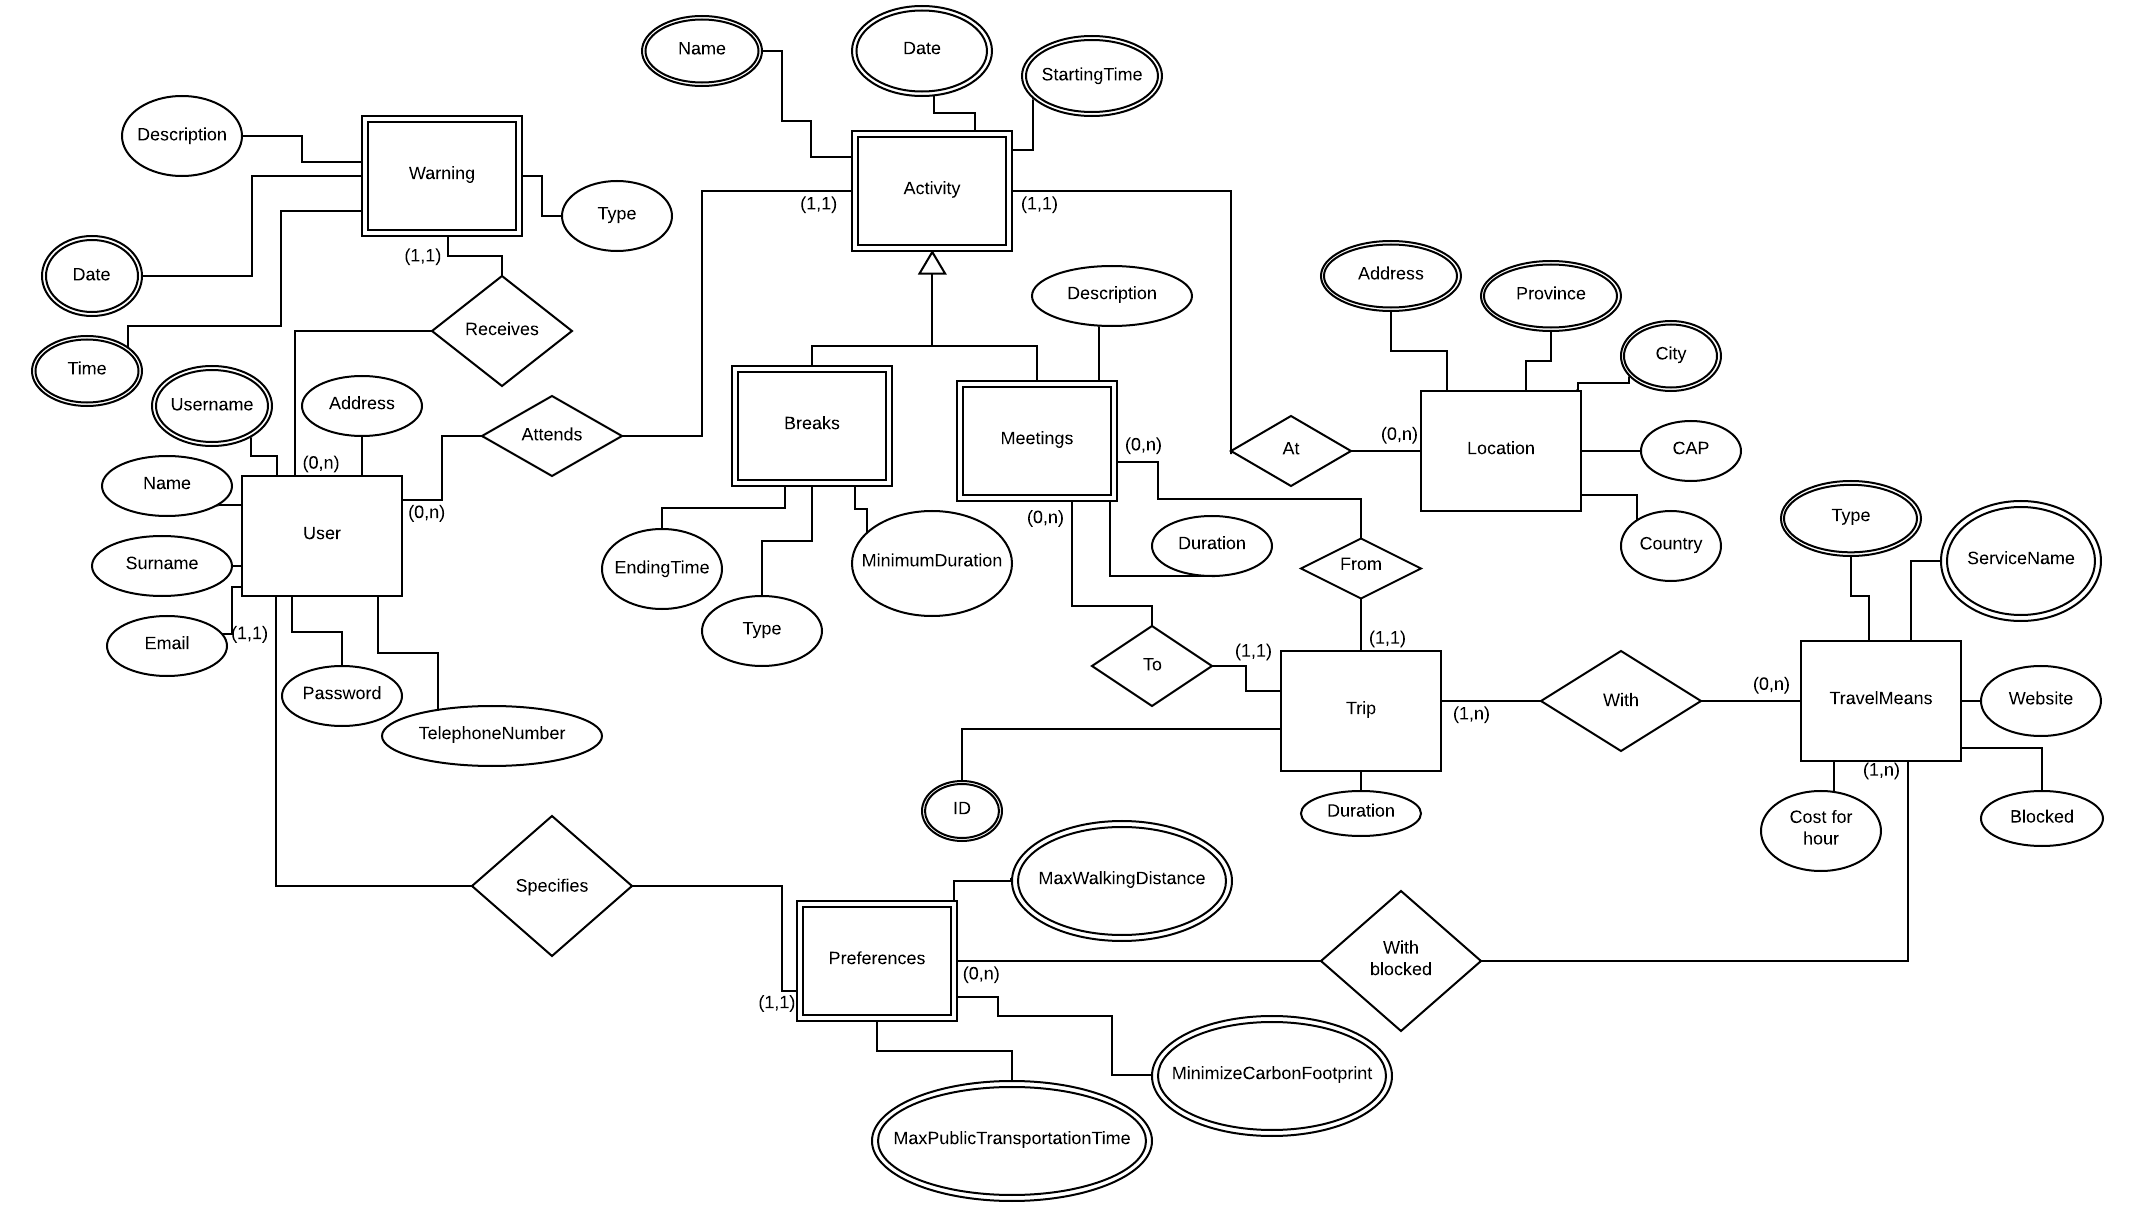 Name
Date
StartingTime
Description
Warning
Activity
Type
(1,1)
(1,1)
(1,1)
Date
Description
Address
Province
Receives
City
Time
Username
Address
Breaks
Meetings
Attends
(0,n)
(0,n)
At
Location
CAP
(0,n)
Name
User
(0,n)
(0,n)
Type
Duration
Country
ServiceName
Surname
EndingTime
MinimumDuration
From
Email
(1,1)
Type
(1,1)
To
(1,1)
Password
(0,n)
Website
With
TravelMeans
Trip
(1,n)
TelephoneNumber
(1,n)
ID
Duration
Cost for
hour
Blocked
MaxWalkingDistance
Specifies
With
blocked
Preferences
(0,n)
(1,1)
MinimizeCarbonFootprint
MaxPublicTransportationTime